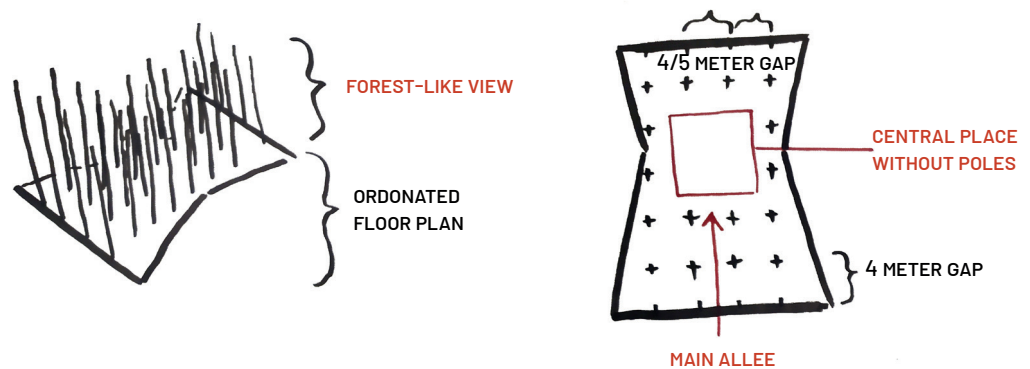 FOREST-LIKE VIEW
ORDONATED
FLOOR PLAN
4/5 METER GAP
CENTRAL PLACE
WITHOUT POLES
4 METER GAP
MAIN ALLEE